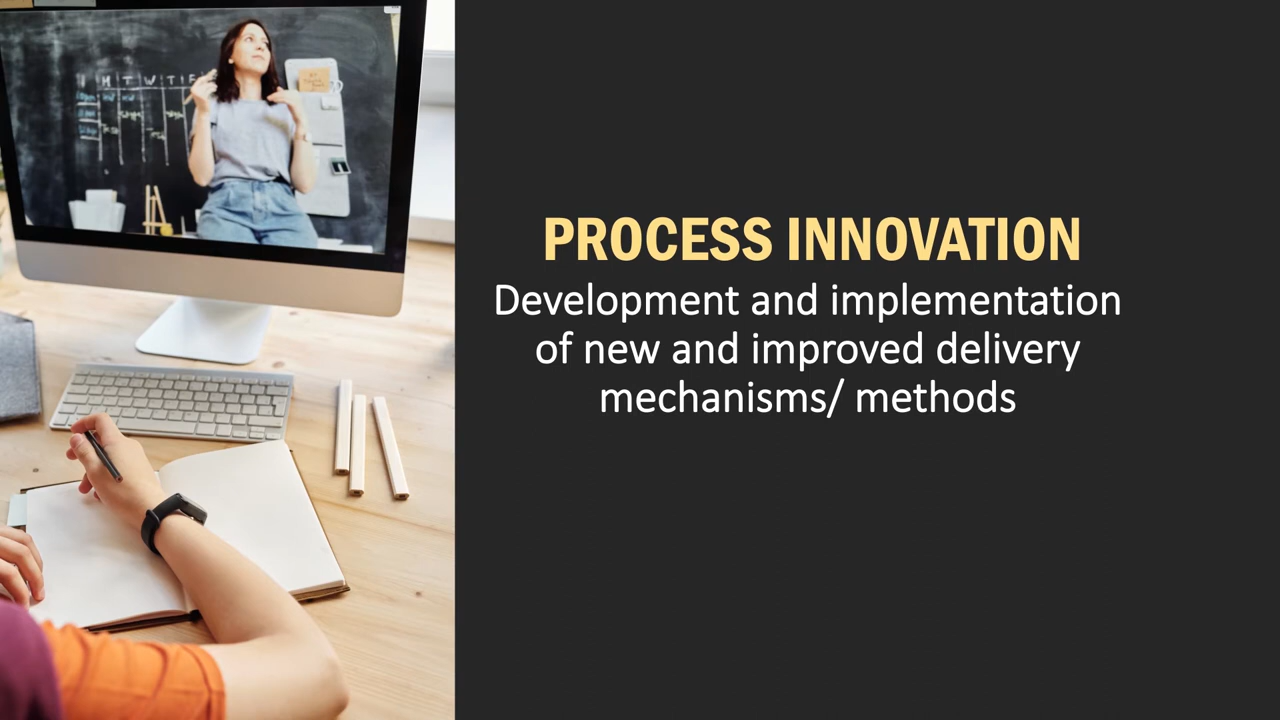 PROCESS INNOVATION
Development and implementation
of new and improved delivery
mechanisms/ methods